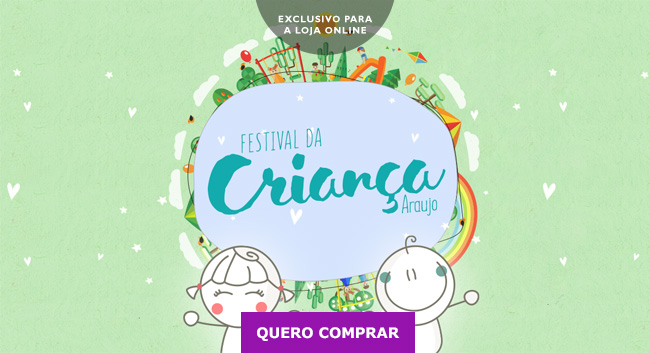 EXCLUSIVO PARA
A LOJA ONLINE
FESTIVAL DA
Criança
Araujo
QUERO COMPRAR